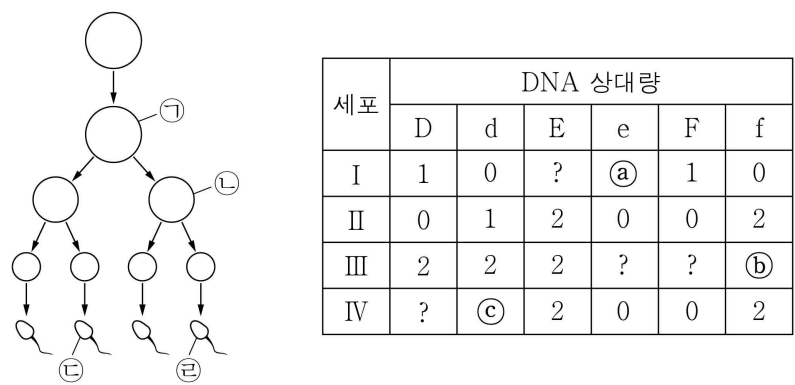 ㉠
㉡
㉢
㉣
세포 DNA 상대량
D d E e F f
Ⅰ 1 0 ? ⓐ 1 0
Ⅱ 0 1 2 0 0 2
Ⅲ 2 2 2 ? ? ⓑ
Ⅳ ? ⓒ 2 0 0 2